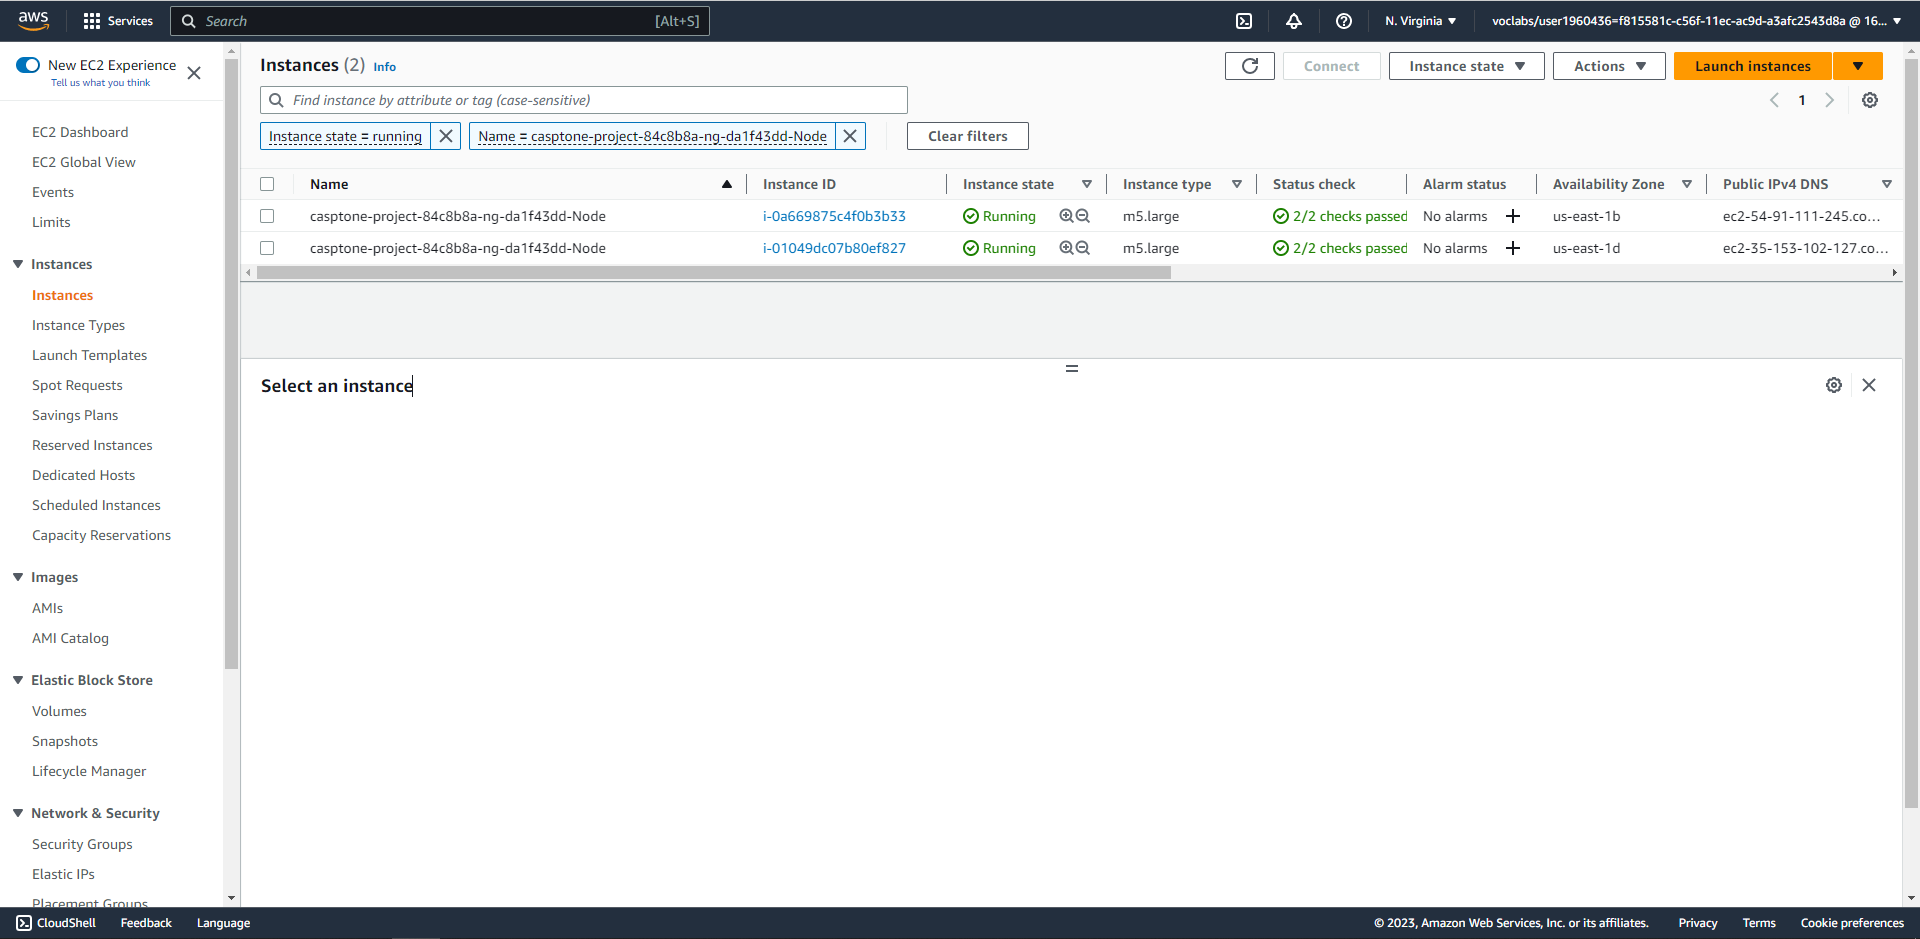 aws Services Search [Alt+S] N. Virginia voclabs/user1960436=f815581c-c56f-11ec-ac9d-a3afc2543d8a @ 16...
New EC2 Experience
Tell us what you think
EC2 Dashboard
EC2 Global View
Events
Limits
Instances
Instances
Instance Types
Launch Templates
Spot Requests
Savings Plans
Reserved Instances
Dedicated Hosts
Scheduled Instances
Capacity Reservations
Images
AMIs
AMI Catalog
Elastic Block Store
Volumes
Snapshots
Lifecycle Manager
Network & Security
Security Groups
Elastic IPs
Placement Groups
Instances (2) Info Connect Instance state Actions Launch instances
Find instance by attribute or tag (case-sensitive) 1
Instance state = running Name = casptone-project-84c8b8a-ng-da1f43dd-Node Clear filters
Name Instance ID Instance state Instance type Status check Alarm status Availability Zone Public IPv4 DNS
casptone-project-84c8b8a-ng-da1f43dd-Node i-0a669875c4f0b3b33 Running m5.large 2/2 checks passed No alarms us-east-1b ec2-54-91-111-245.co...
casptone-project-84c8b8a-ng-da1f43dd-Node i-01049dc07b80ef827 Running m5.large 2/2 checks passed No alarms us-east-1d ec2-35-153-102-127.co...
Select an instance
CloudShell Feedback Language © 2023, Amazon Web Services, Inc. or its affiliates. Privacy Terms Cookie preferences